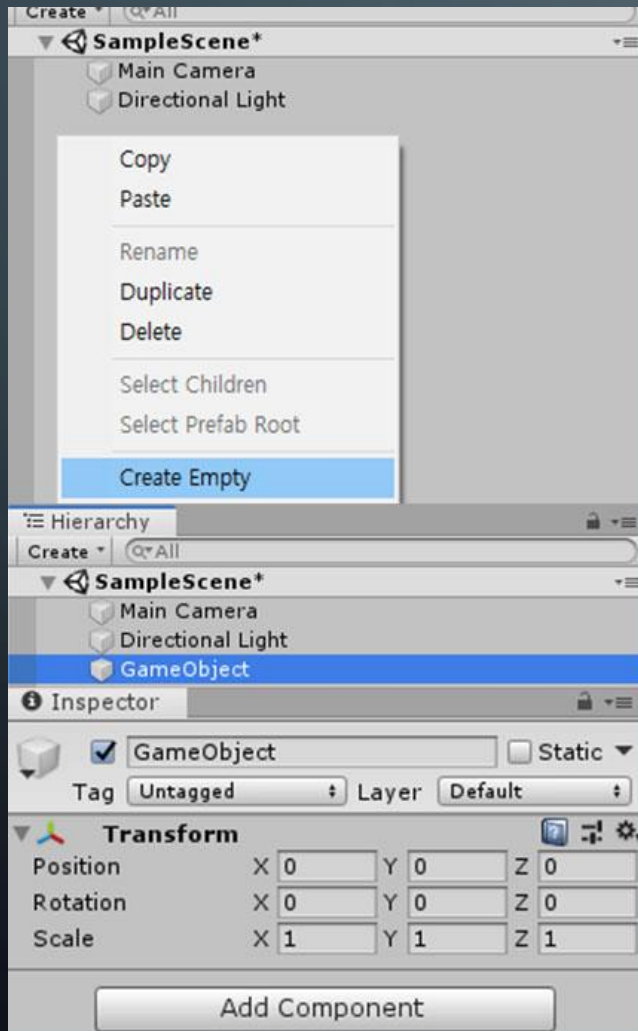 Create All
SampleScene*
Main Camera
Directional Light
Copy
Paste
Rename
Duplicate
Delete
Select Children
Select Prefab Root
Create Empty
Hierarchy
Create All
SampleScene*
Main Camera
Directional Light
GameObject
Inspector
GameObject Static
Tag Untagged Layer Default
Transform
Position X 0 Y 0 Z 0
Rotation X 0 Y 0 Z 0
Scale X 1 Y 1 Z 1
Add Component